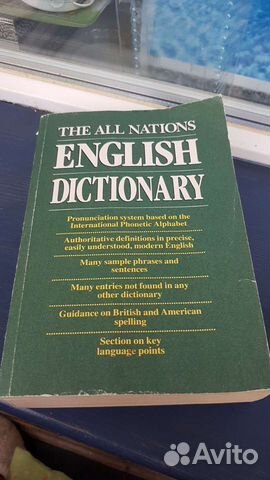 THE ALL NATIONS
ENGLISH
DICTIONARY
Pronunciation system based on the
International Phonetic Alphabet
Authoritative definitions in precise,
easily understood, modern English
Many sample phrases and
sentences
Many entries not found in any
other dictionary
Guidance on British and American
spelling
Section on key
language points
Avito